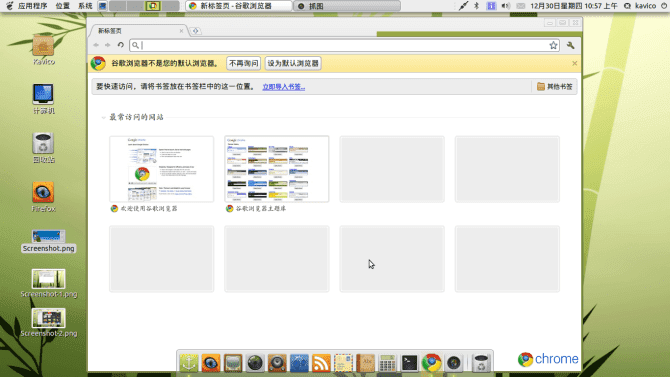 应用程序 位置 系统
新标签页 - 谷歌浏览器
抓图
12月30日星期四 10:57 上午
kavico
新标签页
谷歌浏览器不是您的默认浏览器。 不再询问 设为默认浏览器
要快速访问，请将书签放在书签栏中的这一位置。 立即导入书签... 其他书签
最常访问的网站
欢迎使用谷歌浏览器
谷歌浏览器主题库
Kavico
计算机
回收站
Firefox
Screenshot.png
Screenshot-1.png
Screenshot-2.png
chrome